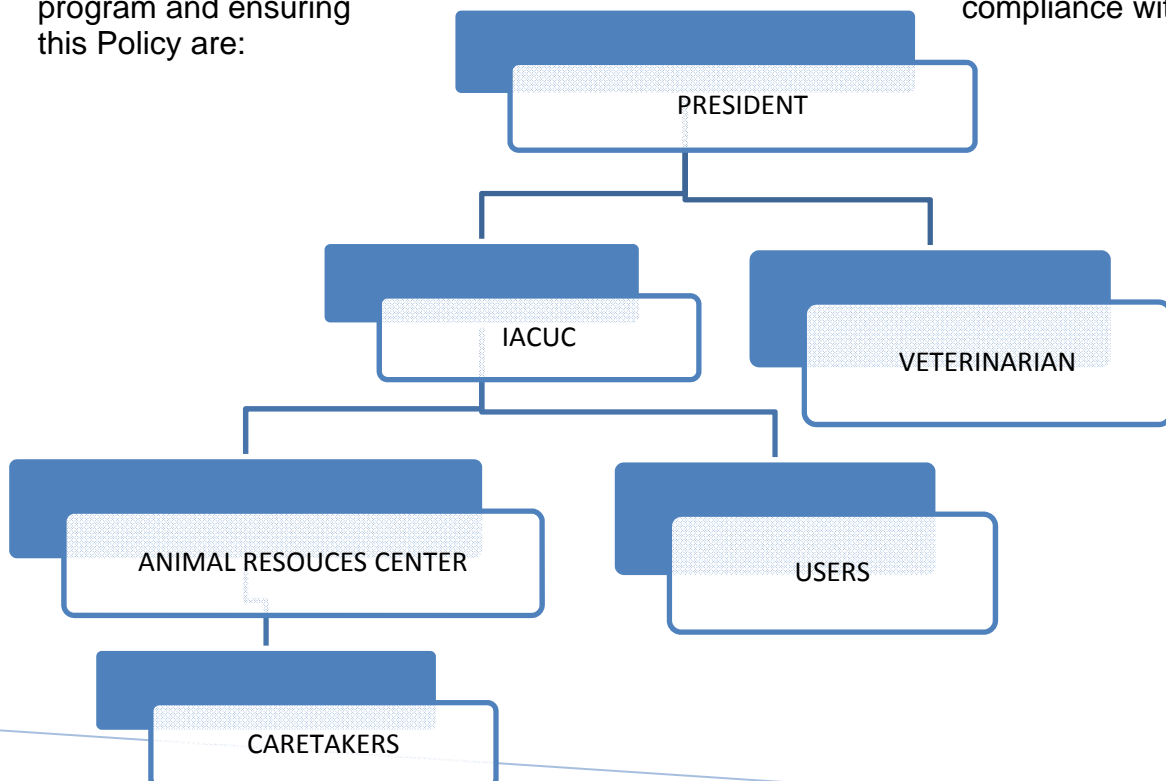 program and ensuring compliance wit
this Policy are:
PRESIDENT
IACUC
VETERINARIAN
ANIMAL RESOUCES CENTER
USERS
CARETAKERS